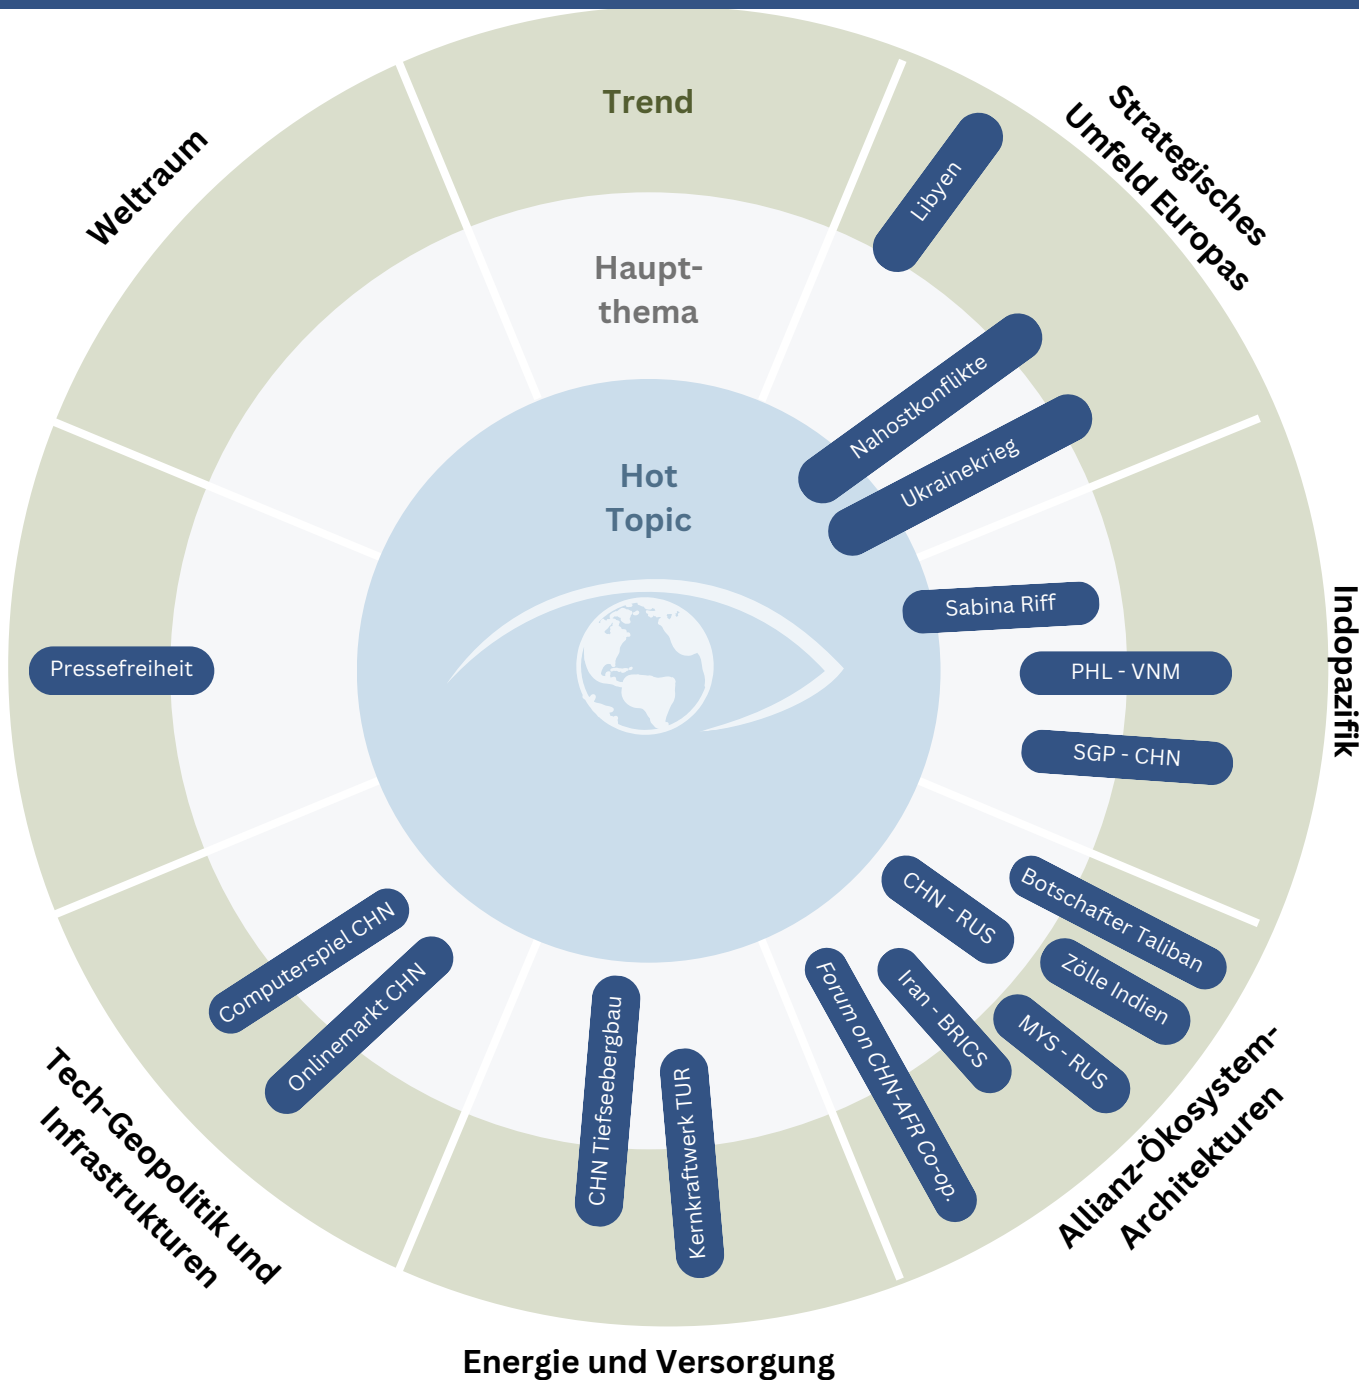 Trend
Haupt-
thema
Hot
Topic
Strategisches
Umfeld Europas
Libyen
Nahostkonflikte
Ukrainekrieg
Indopazifik
Sabina Riff
PHL - VNM
SGP - CHN
Allianz-Ökosystem-
Architekturen
Botschafter Taliban
Zölle Indien
MYS - RUS
CHN - RUS
Iran - BRICS
Forum on CHN-AFR Co-op.
Energie und Versorgung
Kernkraftwerk TUR
CHN Tiefseebergbau
Tech-Geopolitik und
Infrastrukturen
Onlinemarkt CHN
Computerspiel CHN
Pressefreiheit
Weltraum